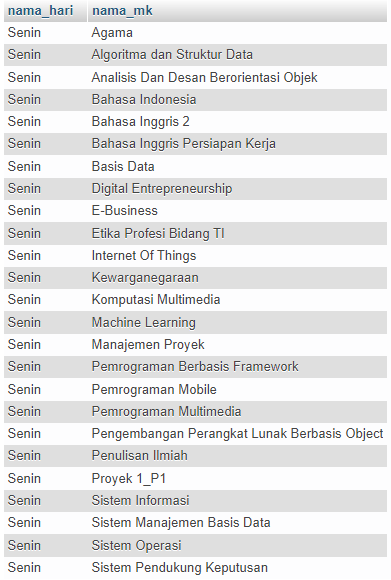 nama_hari nama_mk
Senin Agama
Senin Algoritma dan Struktur Data
Senin Analisis Dan Desan Berorientasi Objek
Senin Bahasa Indonesia
Senin Bahasa Inggris 2
Senin Bahasa Inggris Persiapan Kerja
Senin Basis Data
Senin Digital Entrepreneurship
Senin E-Business
Senin Etika Profesi Bidang TI
Senin Internet Of Things
Senin Kewarganegaraan
Senin Komputasi Multimedia
Senin Machine Learning
Senin Manajemen Proyek
Senin Pemrograman Berbasis Framework
Senin Pemrograman Mobile
Senin Pemrograman Multimedia
Senin Pengembangan Perangkat Lunak Berbasis Object
Senin Penulisan Ilmiah
Senin Proyek 1_P1
Senin Sistem Informasi
Senin Sistem Manajemen Basis Data
Senin Sistem Operasi
Senin Sistem Pendukung Keputusan